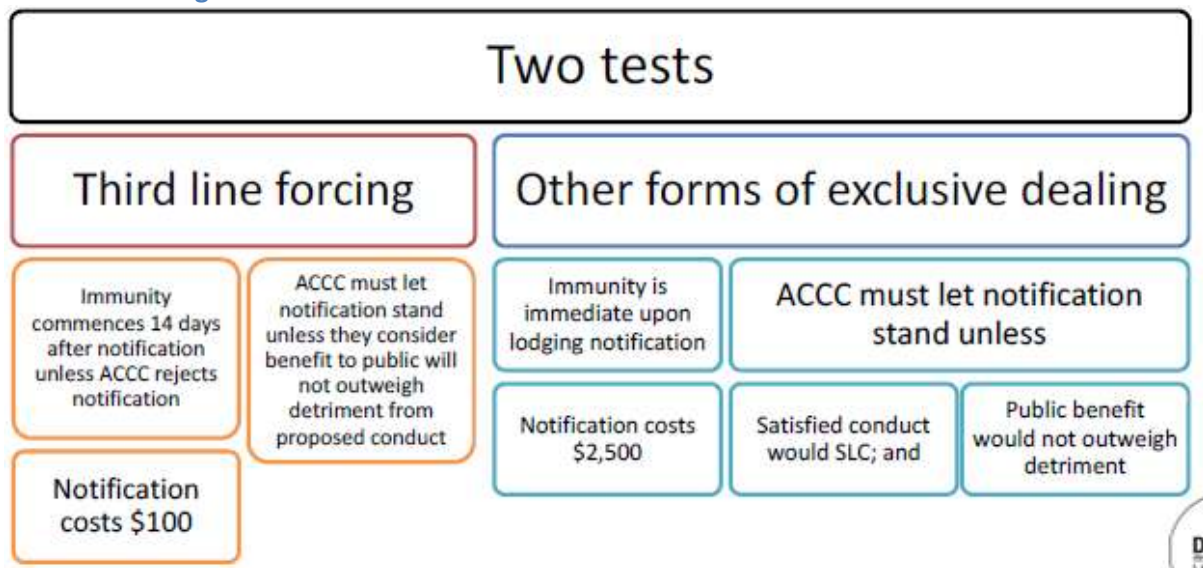 Two tests
Third line forcing
Immunity
commences 14 days
after notification
unless ACCC rejects
notification
ACCC must let
notification stand
unless they consider
benefit to public will
not outweigh
detriment from
proposed conduct
Notification
costs $100
Other forms of exclusive dealing
Immunity is
immediate upon
lodging notification
ACCC must let notification
stand unless
Notification costs
$2,500
Satisfied conduct
would SLC; and
Public benefit
would not outweigh
detriment